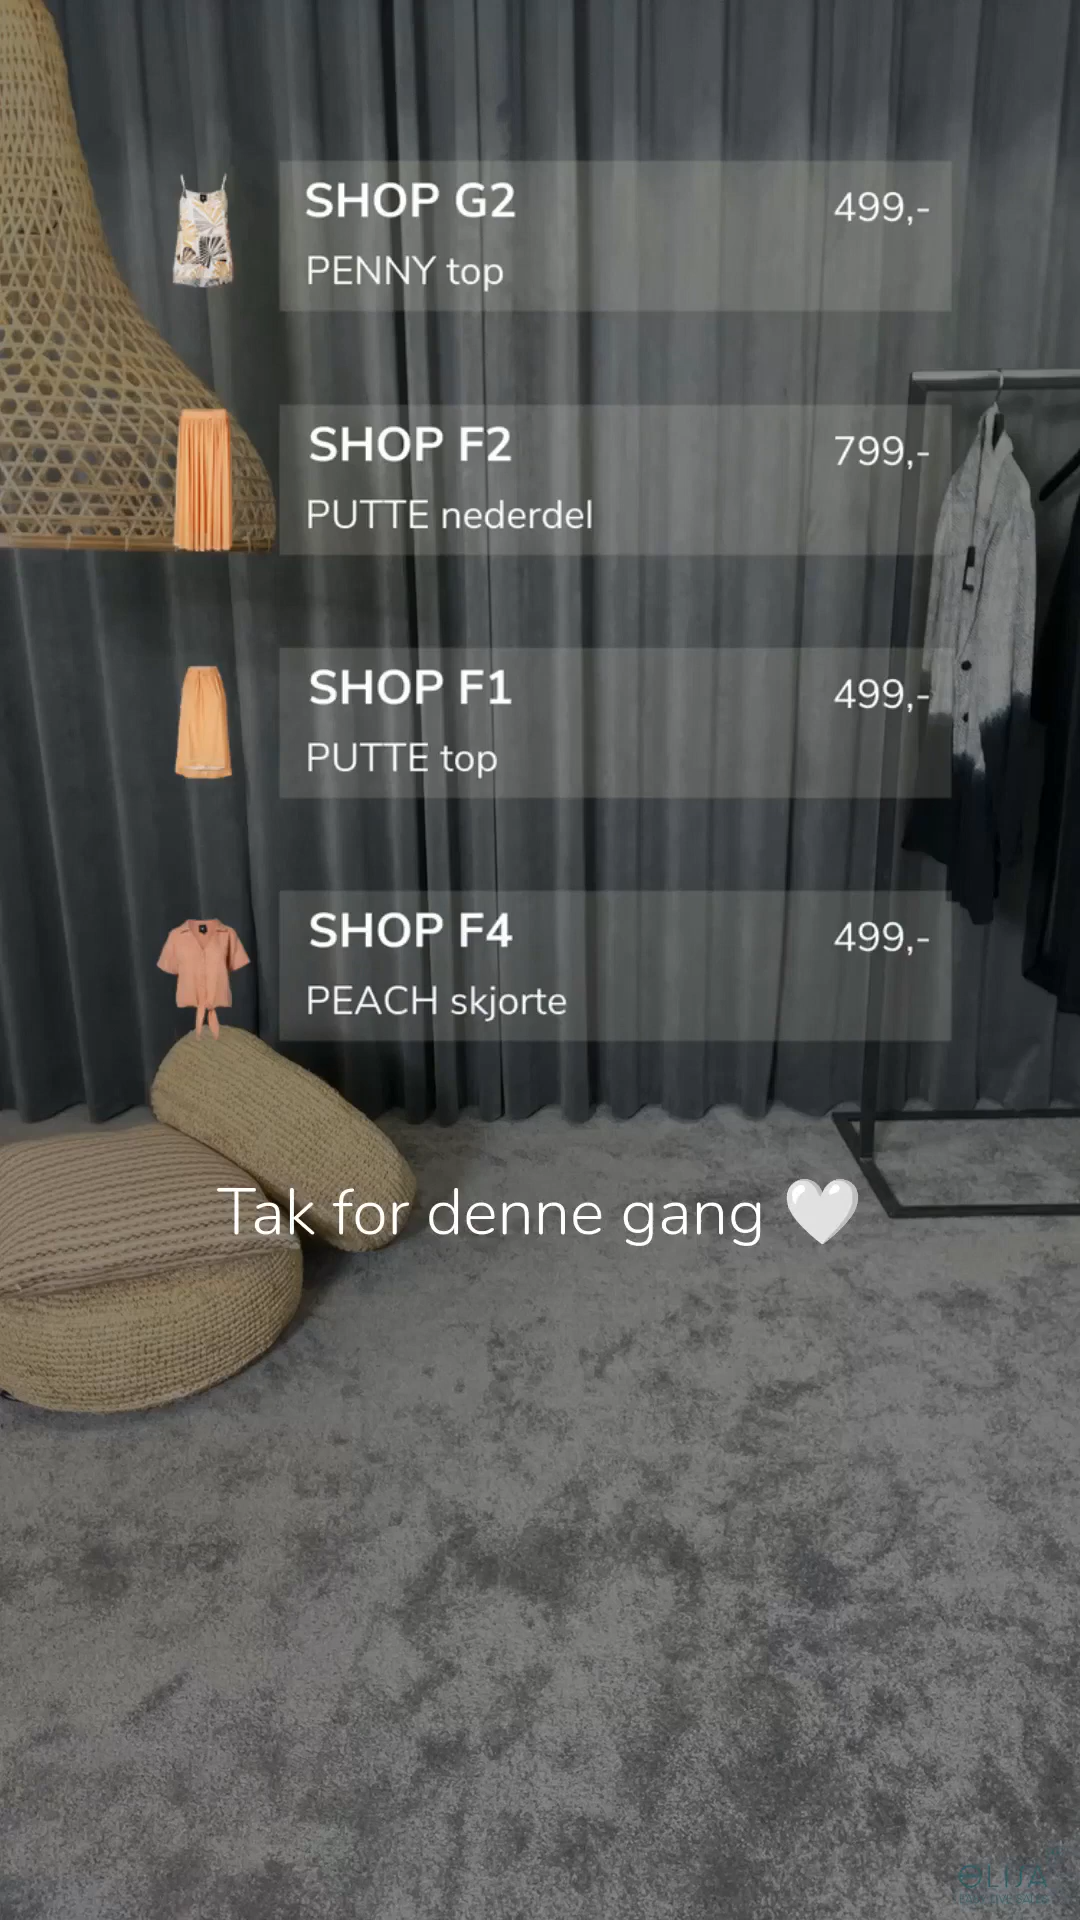 SHOP G2
499,-
PENNY top
SHOP F2
799,-
PUTTE nederdel
SHOP F1
499,-
PUTTE top
SHOP F4
499,-
PEACH skjorte
Tak for denne gang 🤍